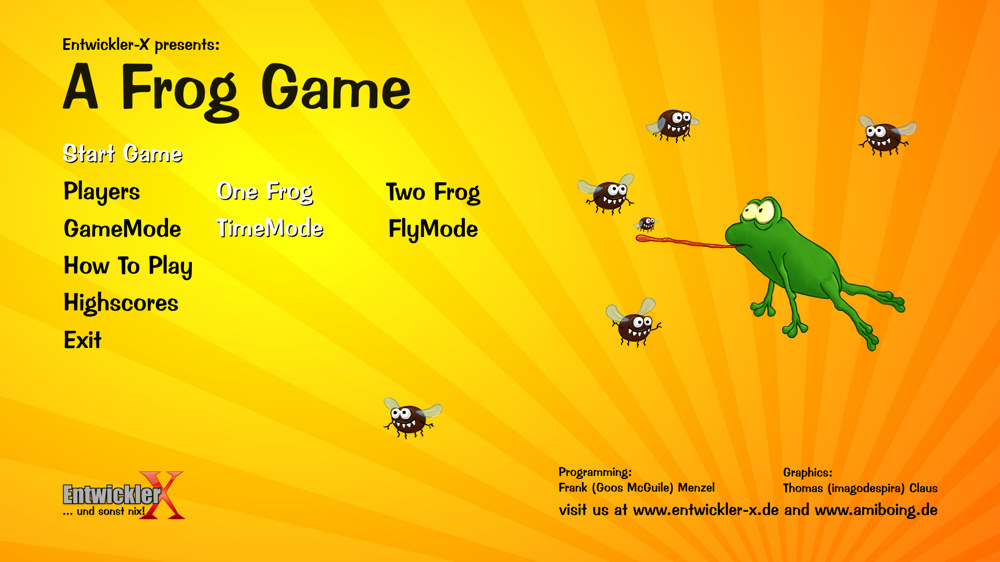 Entwickler-X presents:
A Frog Game
Start Game
Players One Frog Two Frog
GameMode TimeMode FlyMode
How To Play
Highscores
Exit
EntwicklerX
... und sonst nix!
Programming: Graphics:
Frank (Goos McGuile) Menzel Thomas (imagodespira) Claus
visit us at www.entwickler-x.de and www.amiboing.de